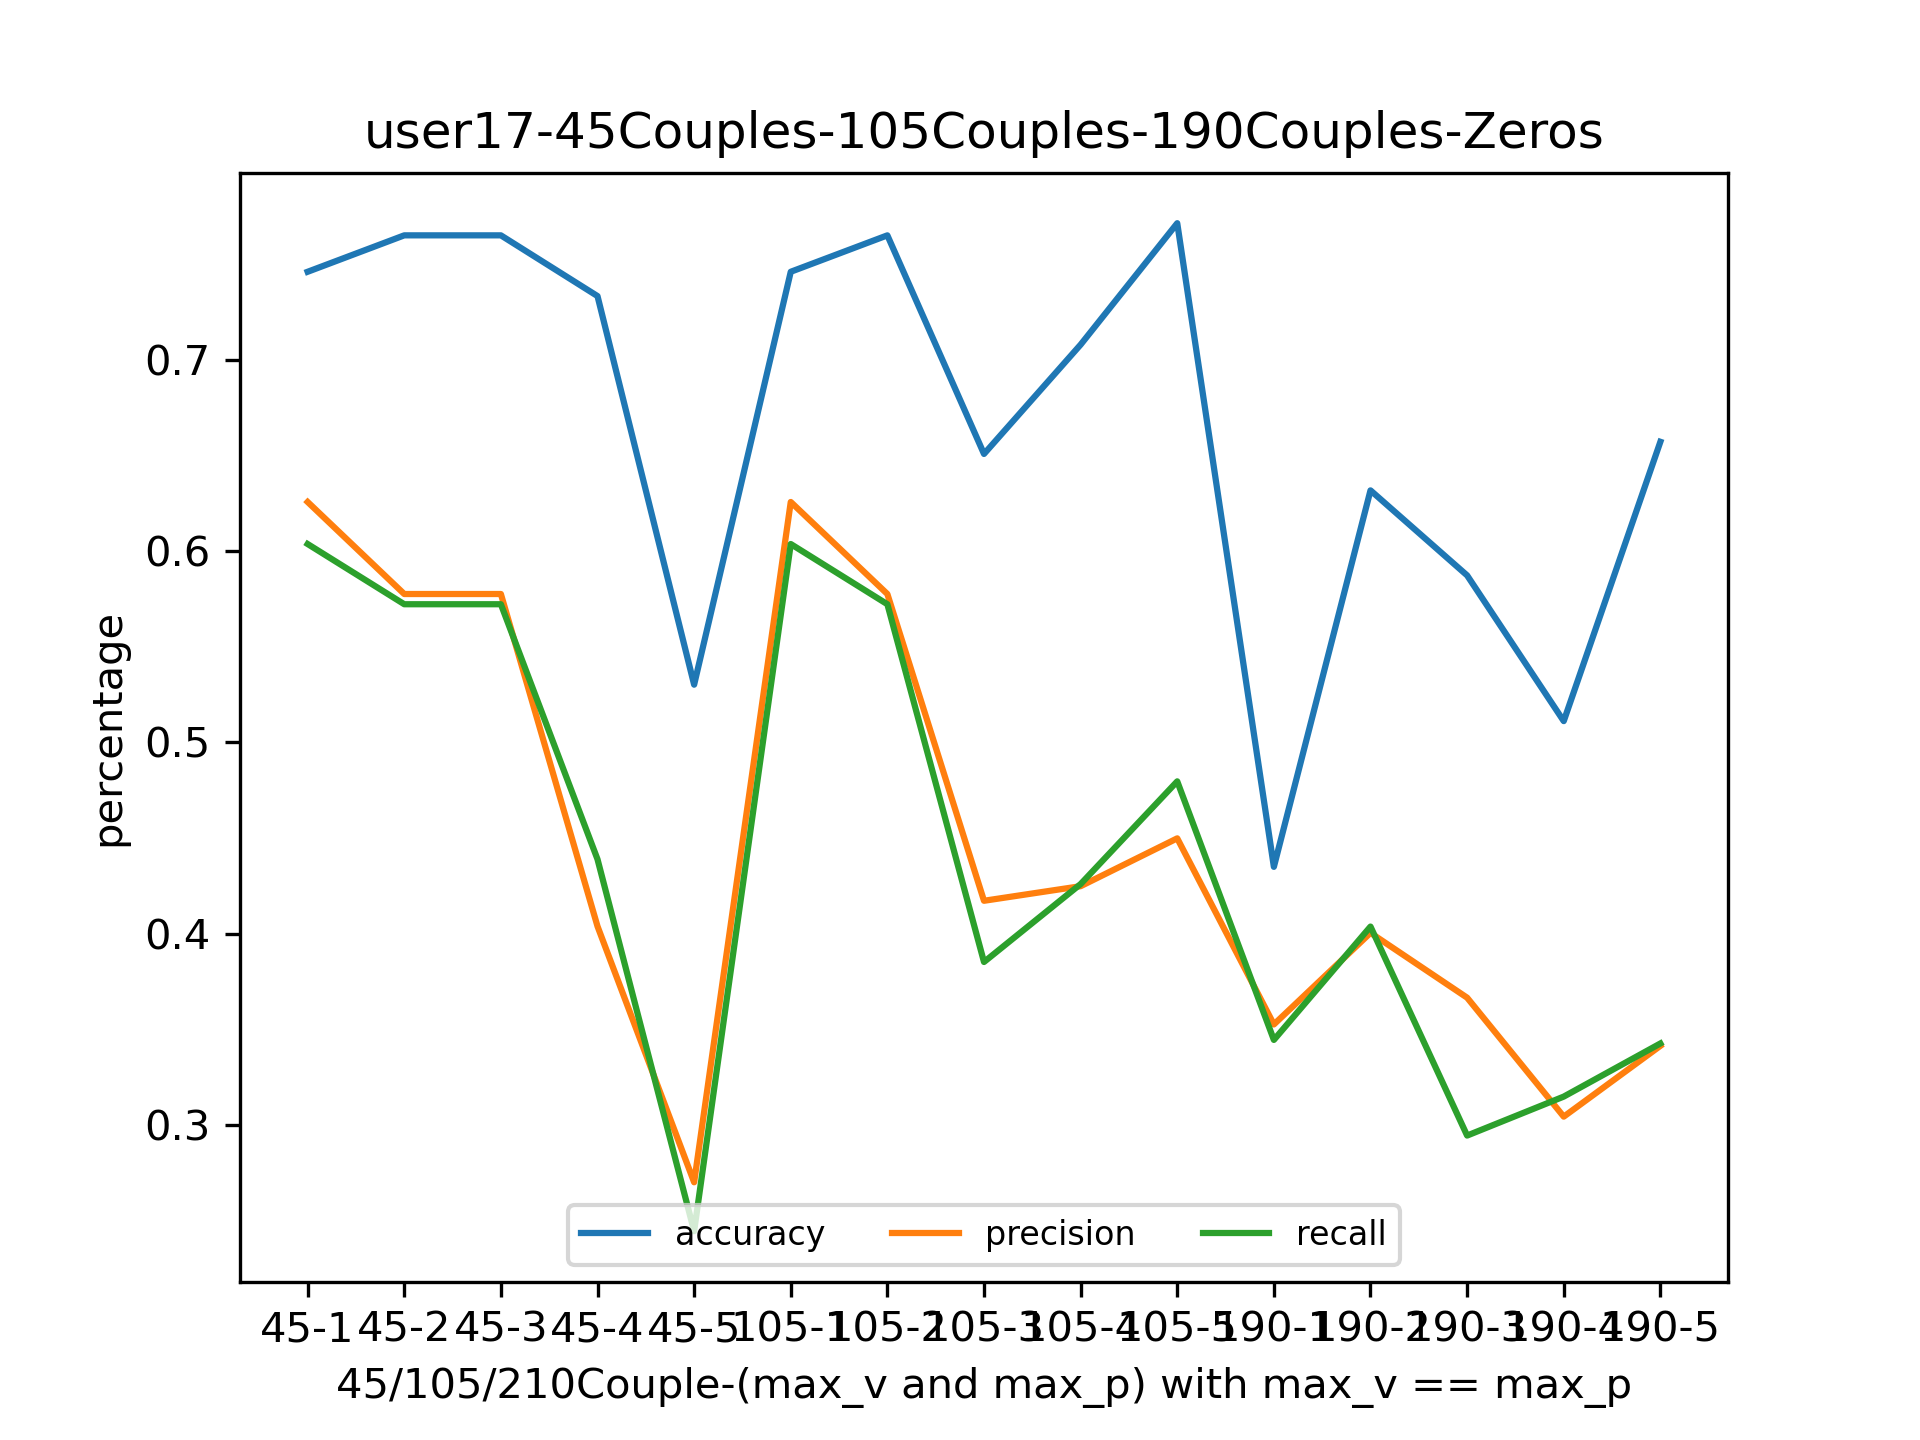 user17-45Couples-105Couples-190Couples-Zeros
percentage
0.7
0.6
0.5
0.4
0.3
accuracy precision recall
45-1 45-2 45-3 45-4 45-5 105-1 105-2 105-3 105-4 105-5 190-1 190-2 190-3 190-4 190-5
45/105/210Couple-(max_v and max_p) with max_v == max_p